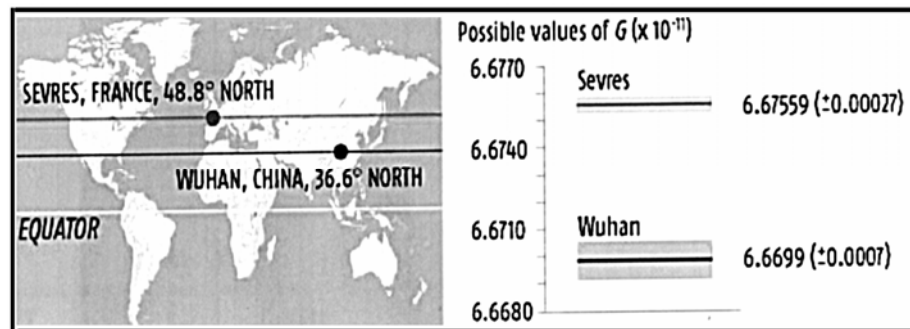 SEVRES, FRANCE, 48.8° NORTH
WUHAN, CHINA, 36.6° NORTH
EQUATOR
Possible values of G (x 10⁻¹¹)
6.6770
Sevres
6.67559 (±0.00027)
6.6740
6.6710
Wuhan
6.6699 (±0.0007)
6.6680